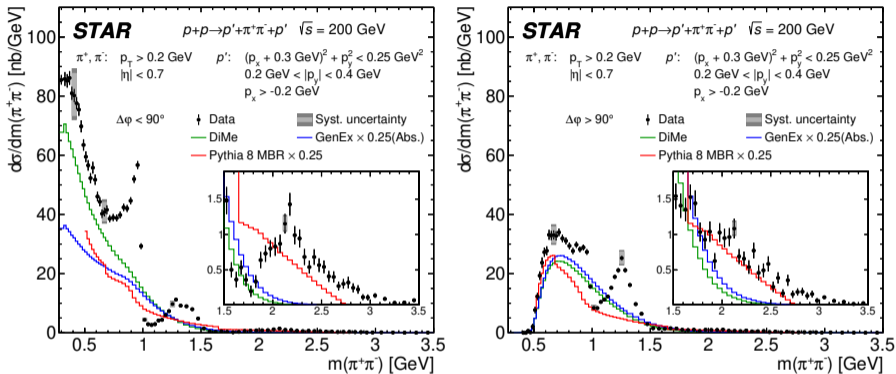 STAR
p+p→p′+π⁺π⁻+p′ √s = 200 GeV
π⁺, π⁻: p_T > 0.2 GeV p′: (p_x + 0.3 GeV)² + p_y² < 0.25 GeV²
|η| < 0.7 0.2 GeV < |p_y| < 0.4 GeV
p_x > -0.2 GeV
Δφ < 90°
Data Syst. uncertainty
DiMe GenEx × 0.25(Abs.)
Pythia 8 MBR × 0.25
dσ/dm(π⁺π⁻) [nb/GeV]
100
80
60
40
20
0
1.5
1
0.5
1.5 2 2.5 3 3.5
0.5 1 1.5 2 2.5 3 3.5
m(π⁺π⁻) [GeV]
STAR
p+p→p′+π⁺π⁻+p′ √s = 200 GeV
π⁺, π⁻: p_T > 0.2 GeV p′: (p_x + 0.3 GeV)² + p_y² < 0.25 GeV²
|η| < 0.7 0.2 GeV < |p_y| < 0.4 GeV
p_x > -0.2 GeV
Δφ > 90°
Data Syst. uncertainty
DiMe GenEx × 0.25(Abs.)
Pythia 8 MBR × 0.25
dσ/dm(π⁺π⁻) [nb/GeV]
100
80
60
40
20
0
1.5
1
0.5
1.5 2 2.5 3 3.5
0.5 1 1.5 2 2.5 3 3.5
m(π⁺π⁻) [GeV]